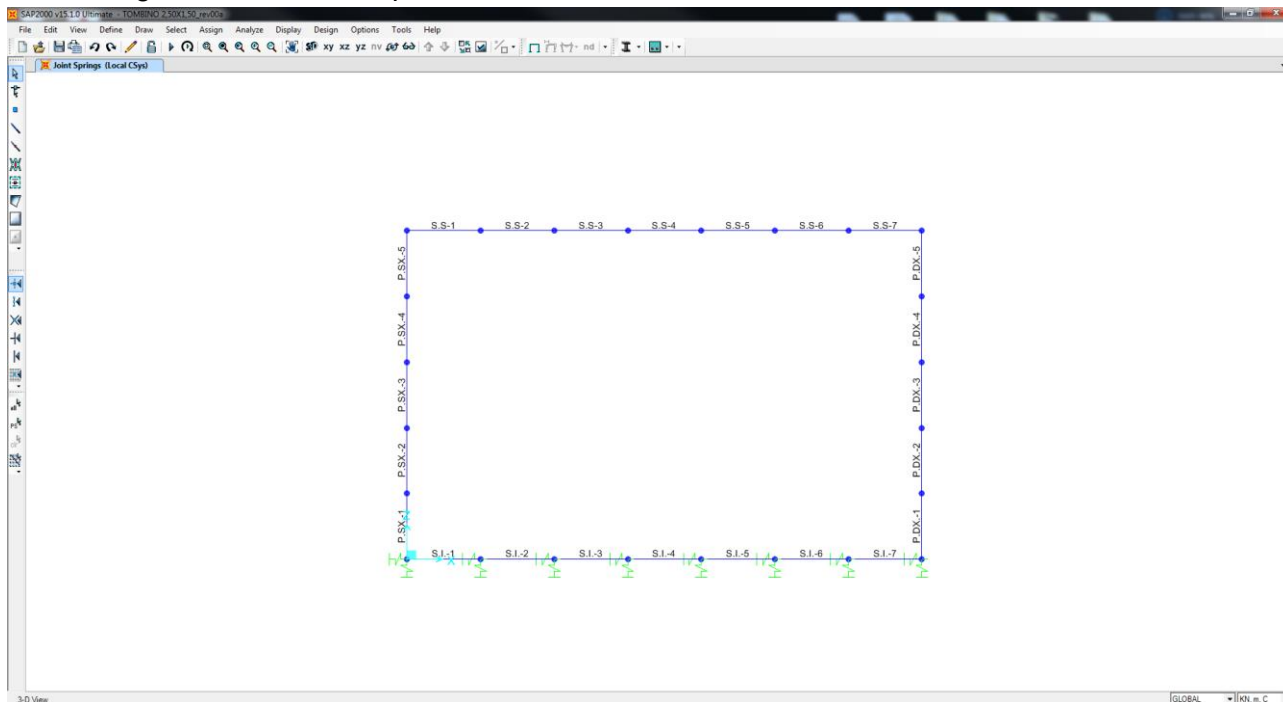 SAP2000 v15.1.0 Ultimate - TOMBINO 2.50X1.50_rev00a
File Edit View Define Draw Select Assign Analyze Display Design Options Tools Help
xy xz yz nv nd
Joint Springs (Local CSys)
S.S-1 S.S-2 S.S-3 S.S-4 S.S-5 S.S-6 S.S-7
P.SX.-5 P.DX.-5
P.SX.-4 P.DX.-4
P.SX.-3 P.DX.-3
P.SX.-2 P.DX.-2
P.SX.-1 P.DX.-1
S.I.-1 S.I.-2 S.I.-3 S.I.-4 S.I.-5 S.I.-6 S.I.-7
X
3-D View GLOBAL KN, m, C